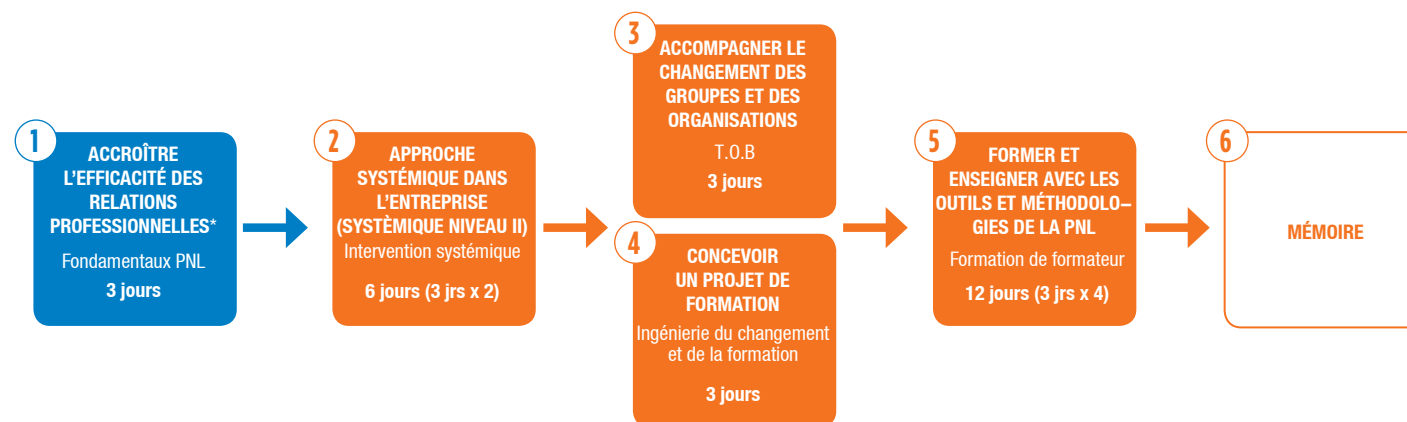 1
ACCROÎTRE
L'EFFICACITÉ DES
RELATIONS
PROFESSIONNELLES*
Fondamentaux PNL
3 jours
2
APPROCHE
SYSTÉMIQUE DANS
L'ENTREPRISE
(SYSTÈMIQUE NIVEAU II)
Intervention systémique
6 jours (3 jrs x 2)
3
ACCOMPAGNER LE
CHANGEMENT DES
GROUPES ET DES
ORGANISATIONS
T.O.B
3 jours
4
CONCEVOIR
UN PROJET DE
FORMATION
Ingénierie du changement
et de la formation
3 jours
5
FORMER ET
ENSEIGNER AVEC LES
OUTILS ET MÉTHODOLO–
GIES DE LA PNL
Formation de formateur
12 jours (3 jrs x 4)
6
MÉMOIRE